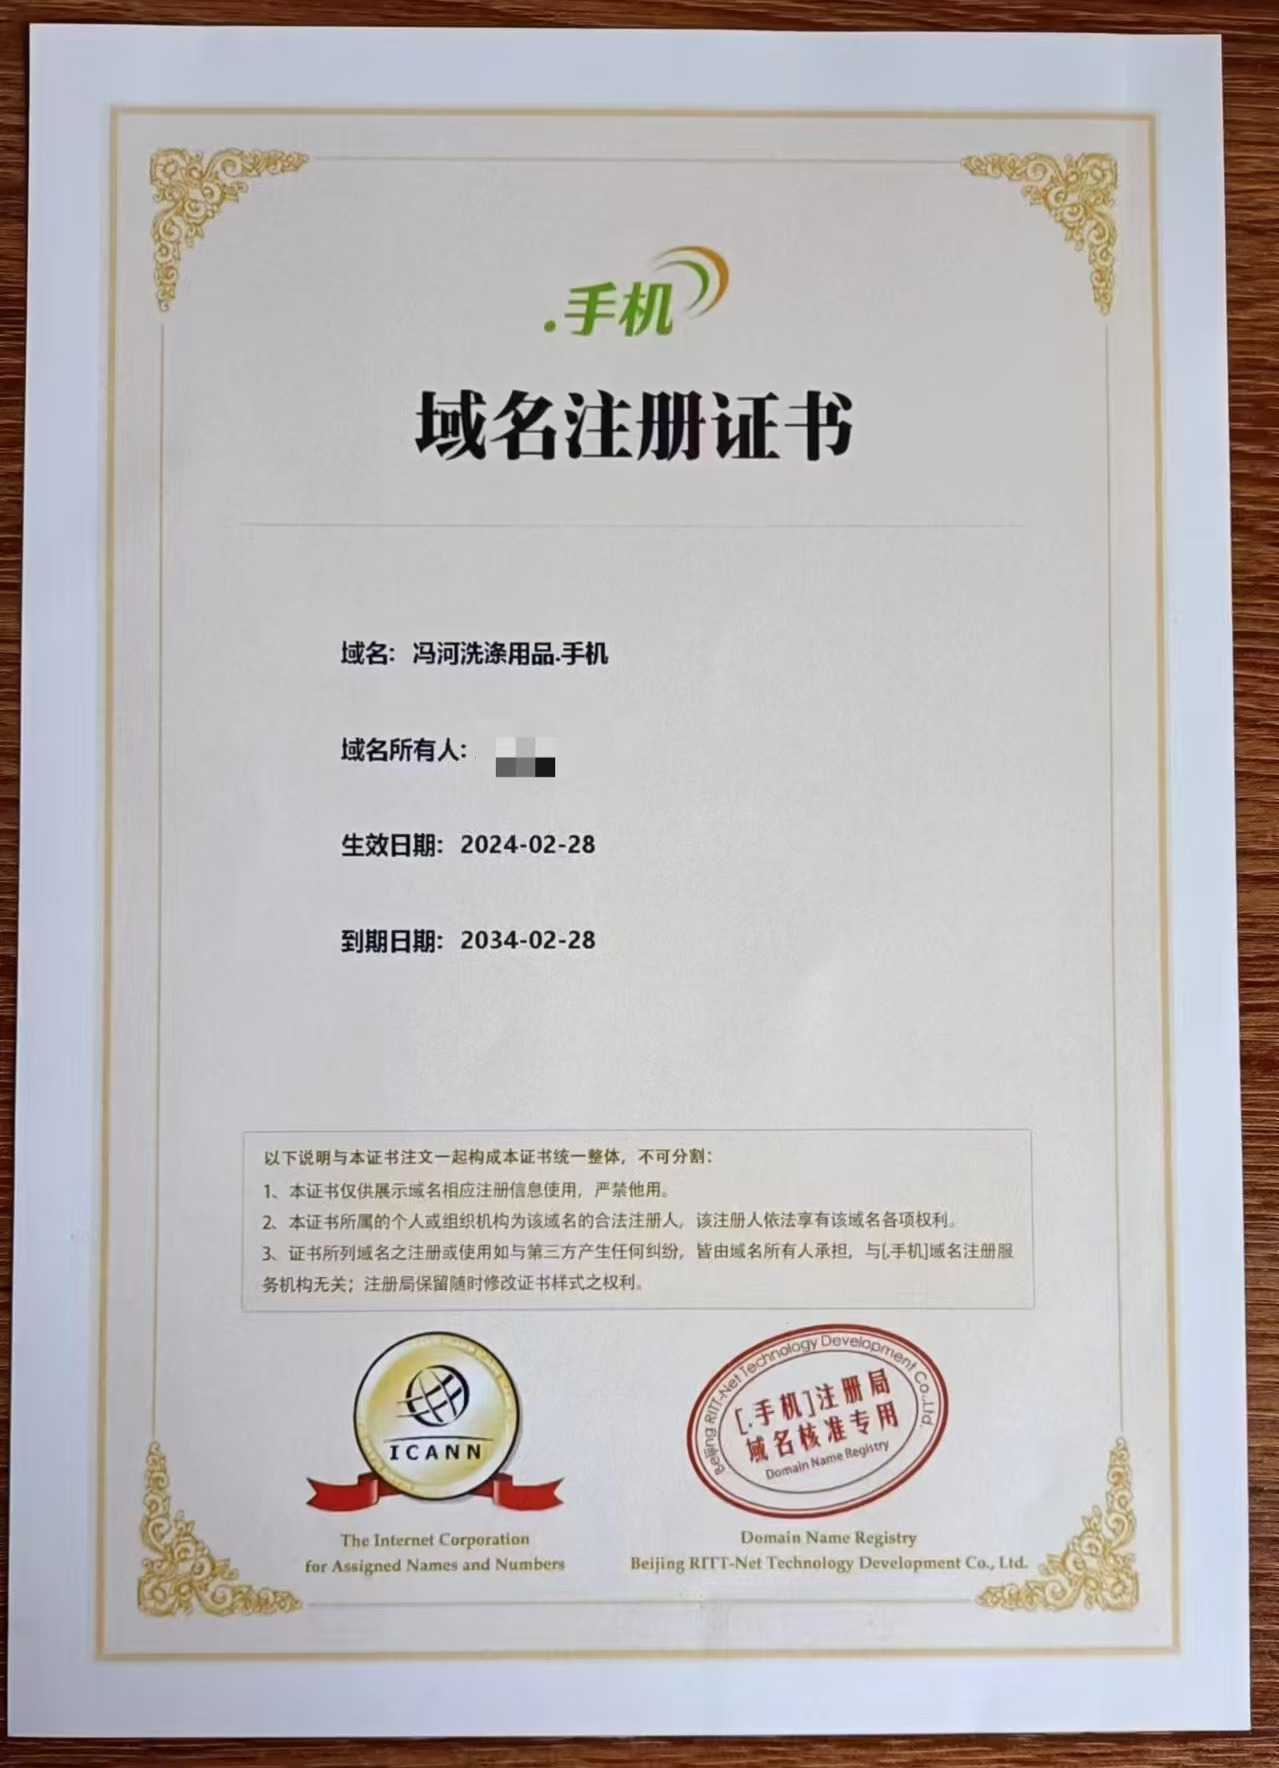 .手机
域名注册证书
域名：冯河洗涤用品.手机
域名所有人：
生效日期：2024-02-28
到期日期：2034-02-28
以下说明与本证书注文一起构成本证书统一整体，不可分割：
1、本证书仅供展示域名相应注册信息使用，严禁他用。
2、本证书所属的个人或组织机构为该域名的合法注册人，该注册人依法享有该域名各项权利。
3、证书所列域名之注册或使用如与第三方产生任何纠纷，皆由域名所有人承担，与[.手机]域名注册服
务机构无关；注册局保留随时修改证书样式之权利。
ICANN
The Internet Corporation
for Assigned Names and Numbers
Beijing RITT-Net Technology Development Co.,Ltd.
[.手机]注册局
域名核准专用
Domain Name Registry
Domain Name Registry
Beijing RITT-Net Technology Development Co., Ltd.